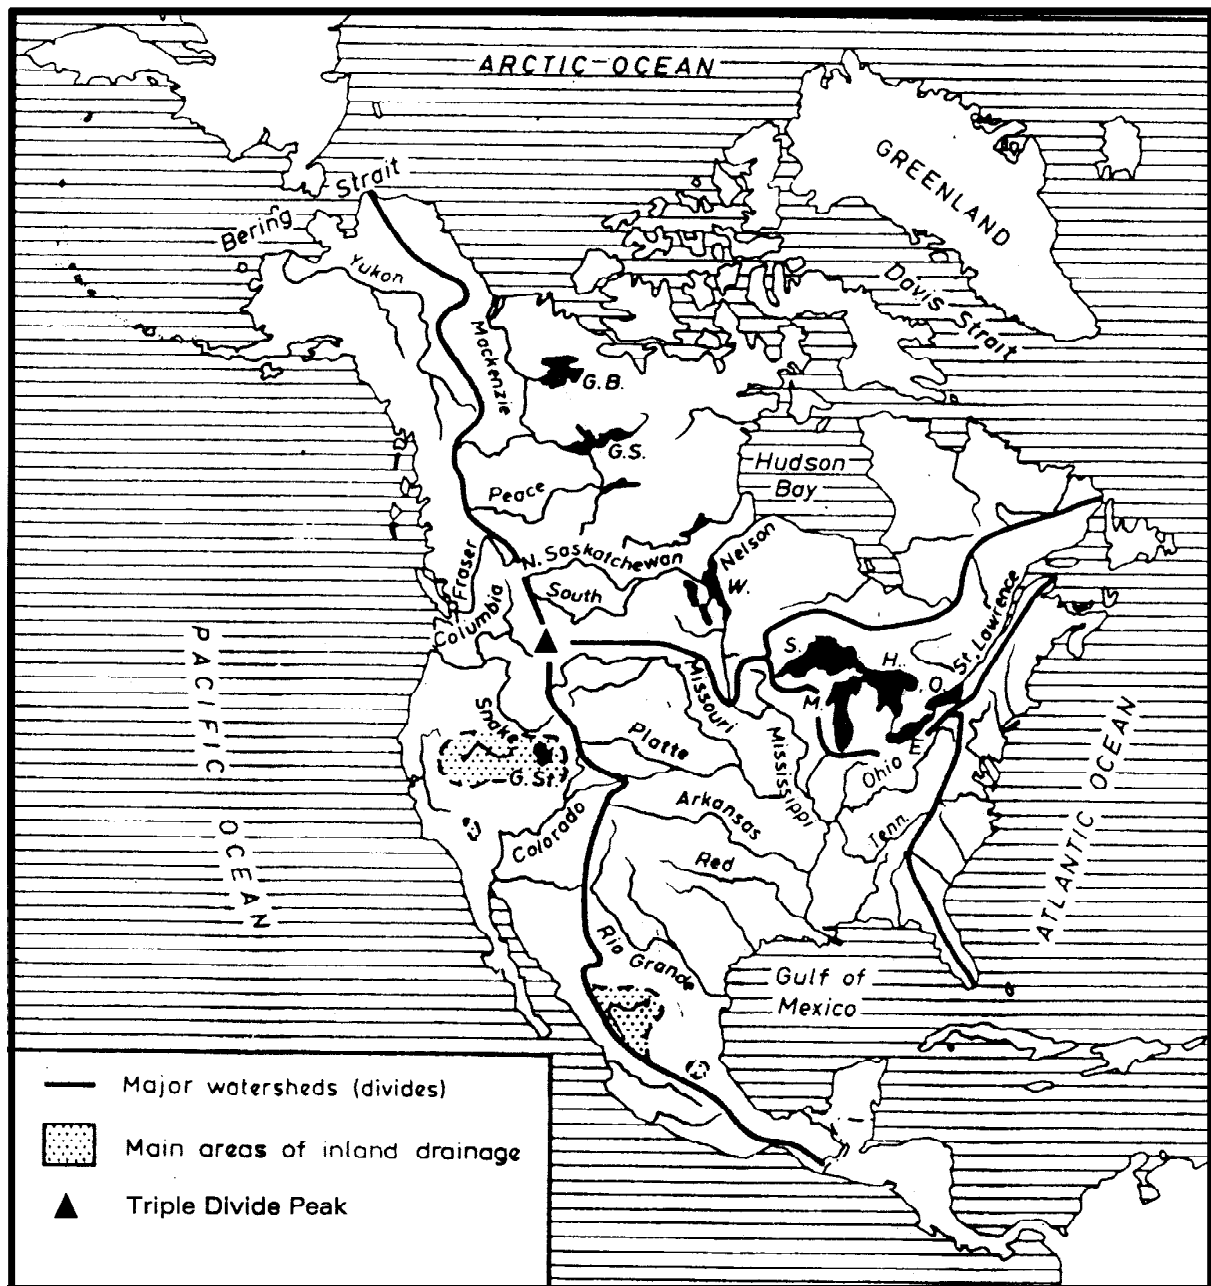 ARCTIC OCEAN
GREENLAND
Bering Strait
Davis Strait
Yukon
Mackenzie
G.B.
G.S.
Hudson
Bay
Peace
Fraser
N. Saskatchewan
Nelson
South
W.
Columbia
St. Lawrence
S.
H.
O.
M.
E.
Missouri
Snake
G.St.
Platte
Mississippi
Ohio
PACIFIC OCEAN
ATLANTIC OCEAN
Colorado
Arkansas
Tenn.
Red
Rio Grande
Gulf of
Mexico
Major watersheds (divides)
Main areas of inland drainage
Triple Divide Peak